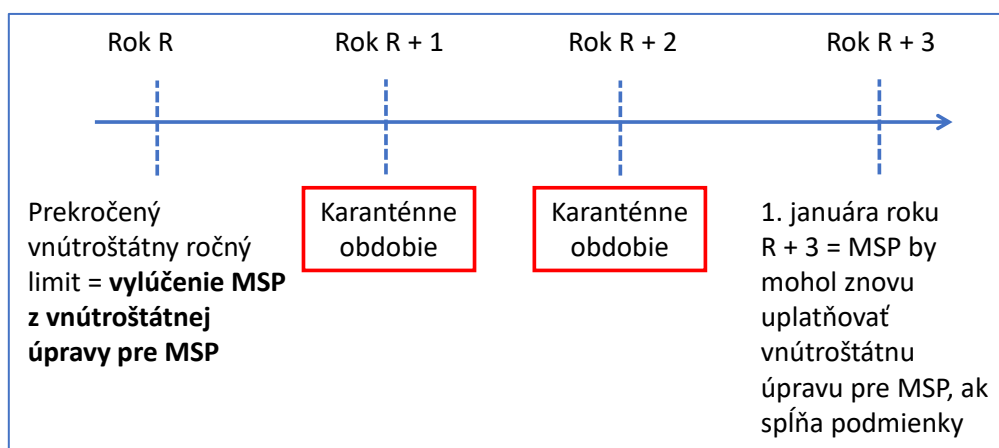 Rok R
Rok R + 1
Rok R + 2
Rok R + 3
Prekročený
vnútroštátny ročný
limit = vylúčenie MSP
z vnútroštátnej
úpravy pre MSP
Karanténne
obdobie
Karanténne
obdobie
1. januára roku
R + 3 = MSP by
mohol znovu
uplatňovať
vnútroštátnu
úpravu pre MSP, ak
spĺňa podmienky